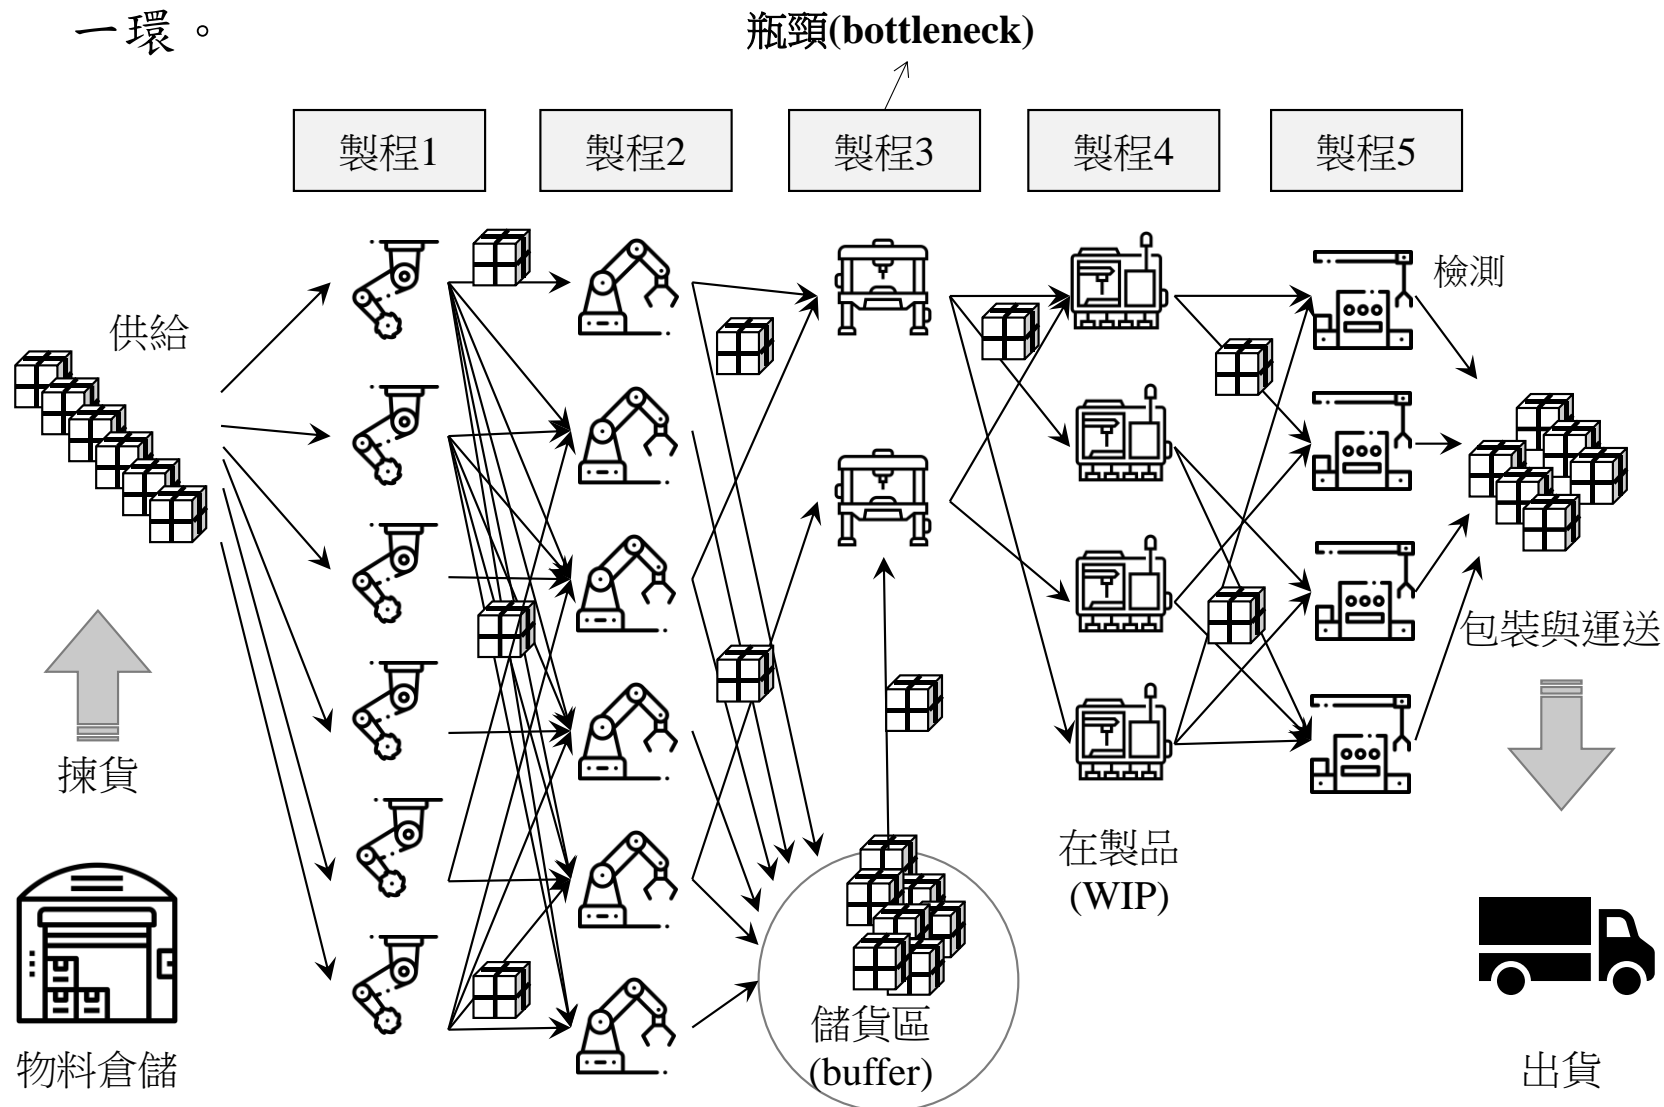 一環。
瓶頸(bottleneck)
製程1
製程2
製程3
製程4
製程5
檢測
供給
包裝與運送
揀貨
在製品
(WIP)
儲貨區
(buffer)
物料倉儲
出貨